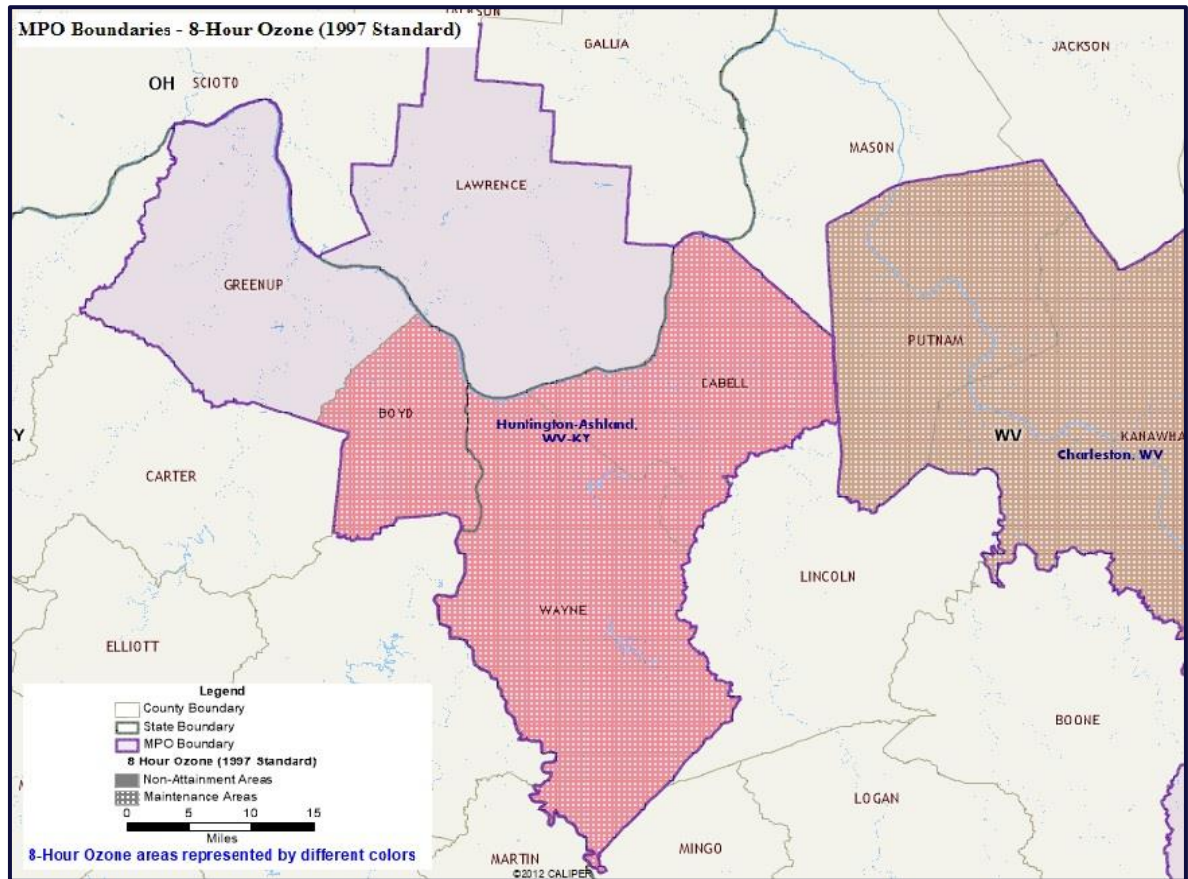 JACKSON
MPO Boundaries - 8-Hour Ozone (1997 Standard)
GALLIA
JACKSON
OH
SCIOTO
MASON
LAWRENCE
GREENUP
PUTNAM
CABELL
BOYD
Huntington-Ashland,
WV-KY
WV
KANAWHA
Charleston, WV
Y
CARTER
LINCOLN
WAYNE
ELLIOTT
BOONE
Legend
County Boundary
State Boundary
MPO Boundary
8 Hour Ozone (1997 Standard)
Non-Attainment Areas
Maintenance Areas
0 5 10 15
Miles
8-Hour Ozone areas represented by different colors
LOGAN
MINGO
MARTIN
©2012 CALIPER